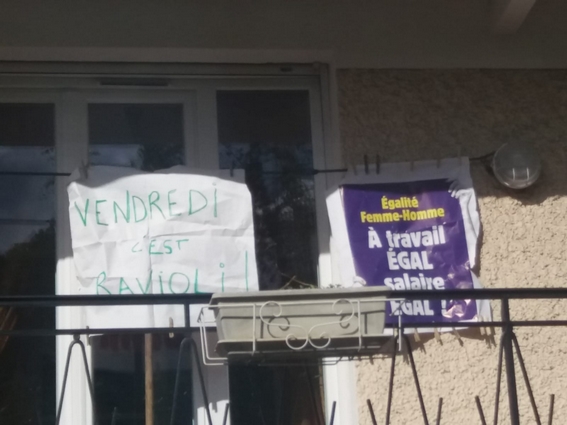 VENDREDI
C'EST
RAVIOLI !
Égalité
Femme-Homme
À travail
ÉGAL
salaire
ÉGAL !